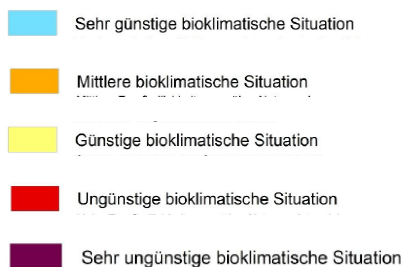 Sehr günstige bioklimatische Situation
Mittlere bioklimatische Situation
Günstige bioklimatische Situation
Ungünstige bioklimatische Situation
Sehr ungünstige bioklimatische Situation